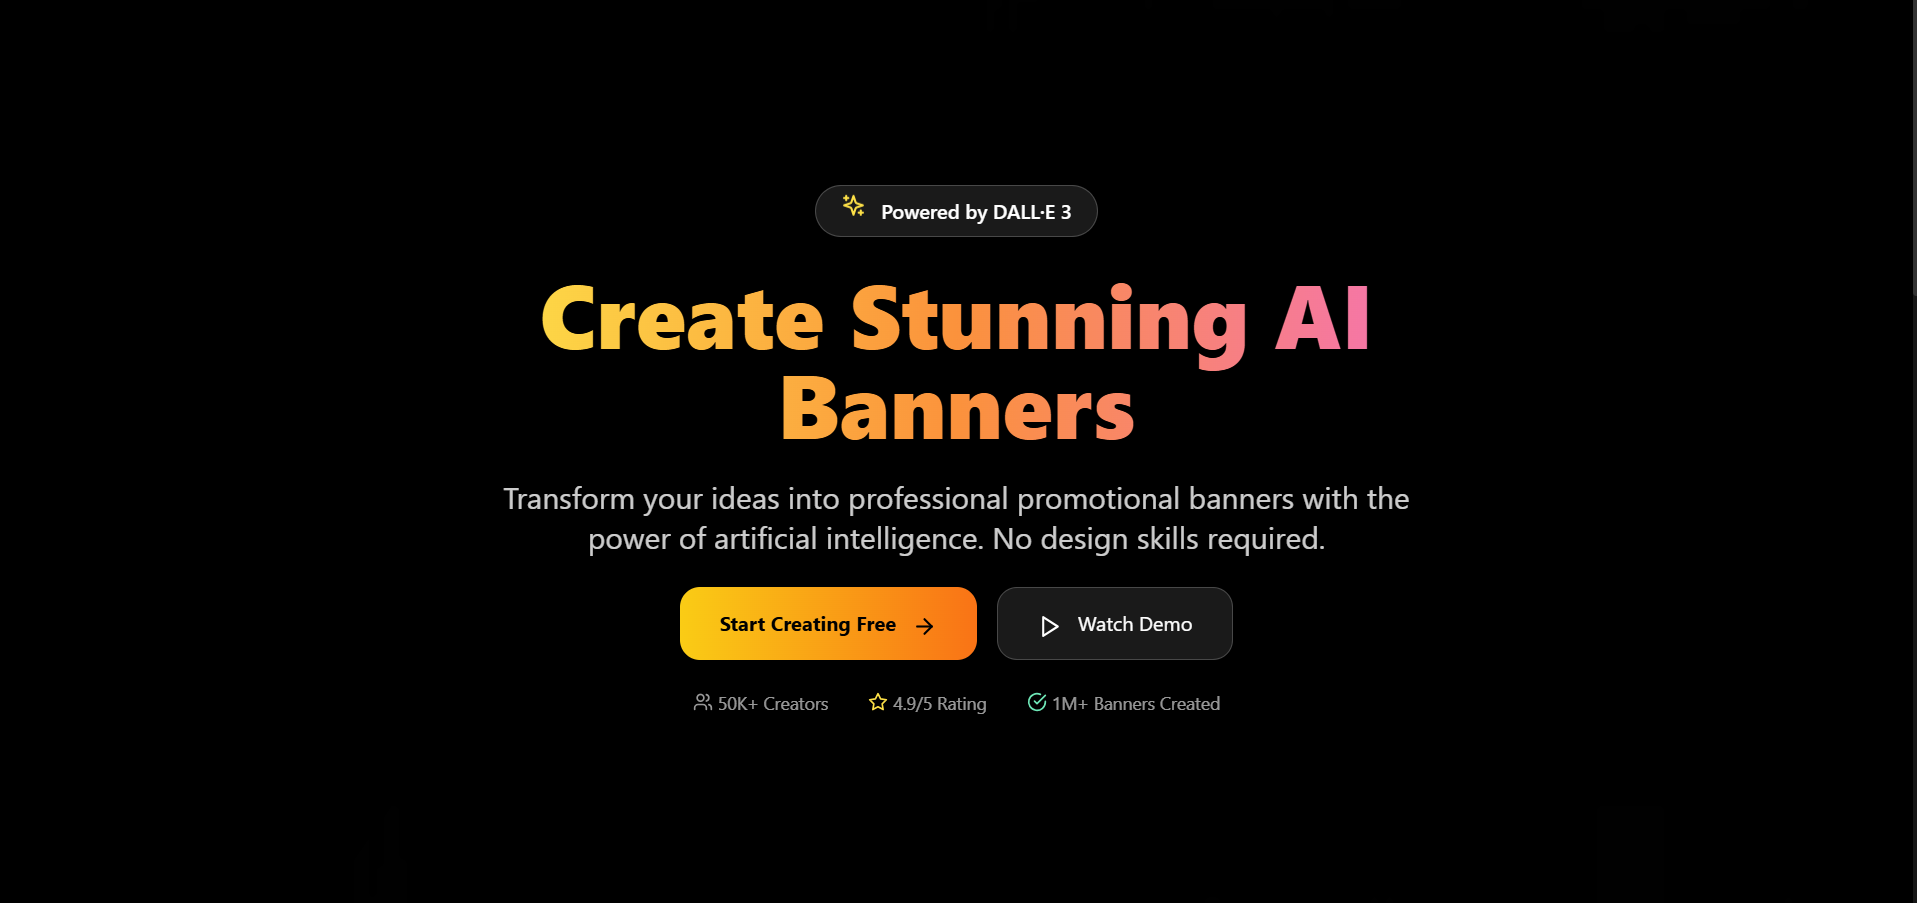 Powered by DALL·E 3
Create Stunning AI
Banners
Transform your ideas into professional promotional banners with the
power of artificial intelligence. No design skills required.
Start Creating Free
Watch Demo
50K+ Creators
4.9/5 Rating
1M+ Banners Created